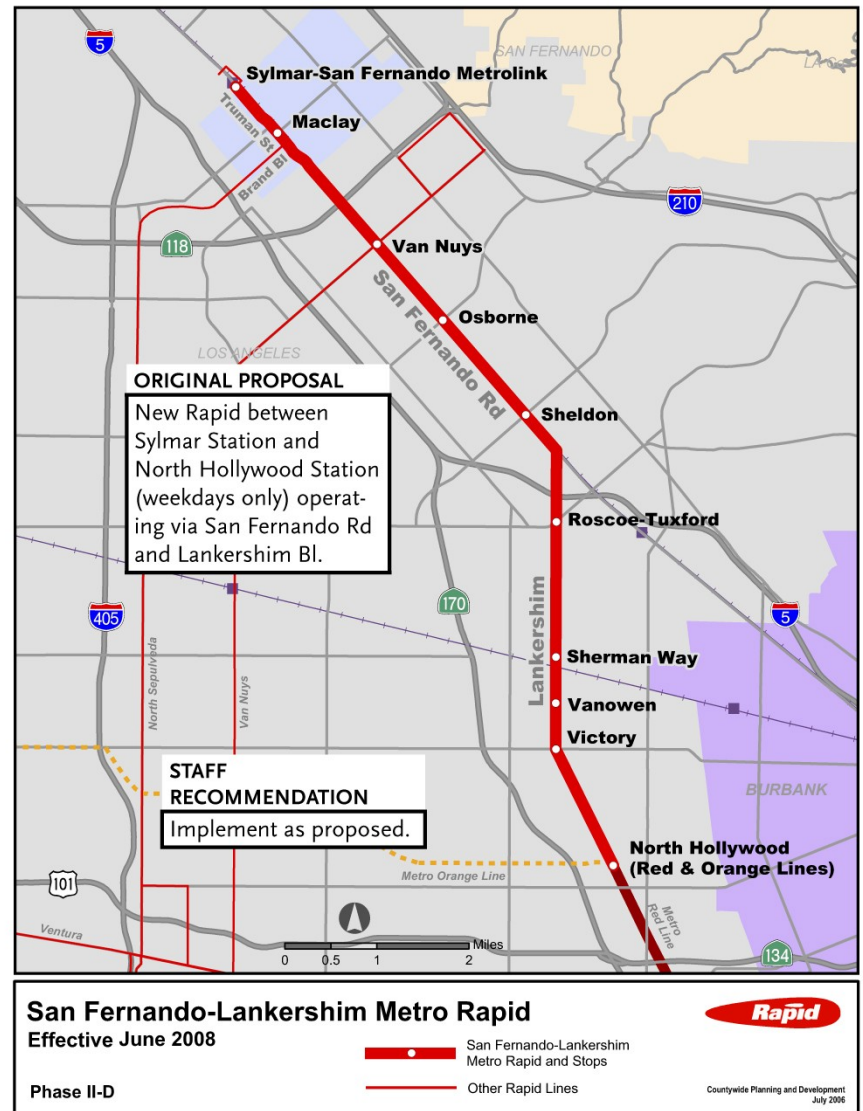 5
SAN FERNANDO
LA C
Sylmar-San Fernando Metrolink
Truman St
Maclay
Brand Bl
210
118
Van Nuys
San Fernando Rd
Osborne
LOS ANGELES
ORIGINAL PROPOSAL
New Rapid between
Sylmar Station and
North Hollywood Station
(weekdays only) operat-
ing via San Fernando Rd
and Lankershim Bl.
Sheldon
Roscoe-Tuxford
170
405
5
Lankershim
Sherman Way
North Sepulveda
Van Nuys
Vanowen
Victory
STAFF
RECOMMENDATION
Implement as proposed.
BURBANK
North Hollywood
(Red & Orange Lines)
Metro Orange Line
101
Metro
Red Line
Ventura
Miles
0 0.5 1 2
134
San Fernando-Lankershim Metro Rapid
Effective June 2008
Phase II-D
San Fernando-Lankershim
Metro Rapid and Stops
Other Rapid Lines
Rapid
Countywide Planning and Development
July 2006